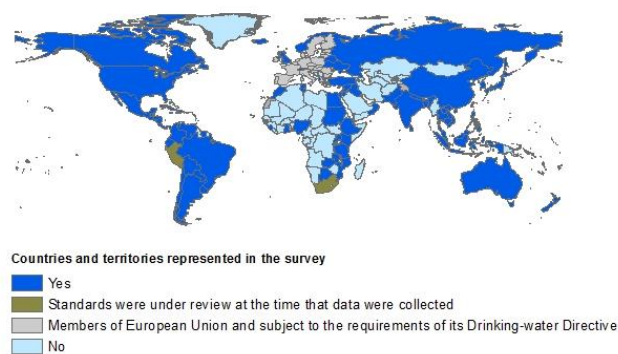 Countries and territories represented in the survey
Yes
Standards were under review at the time that data were collected
Members of European Union and subject to the requirements of its Drinking-water Directive
No